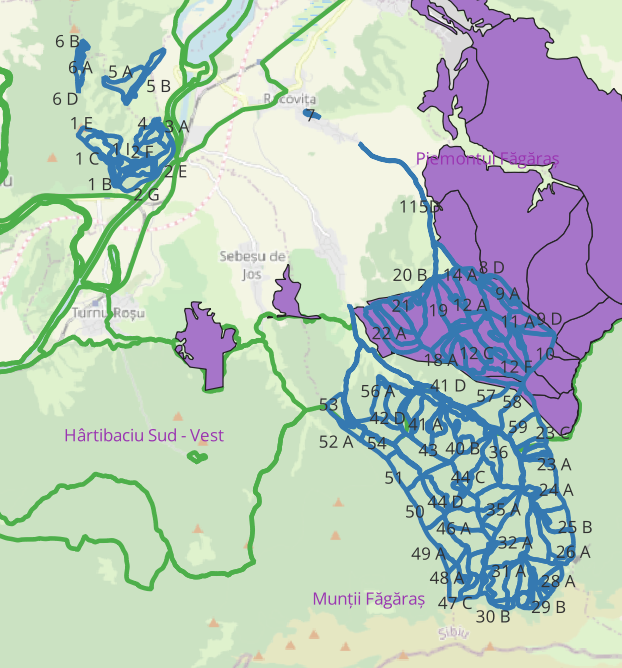 6 B
6 A
5 A
5 B
6 D
Racovița
7
1 E
4
3 A
1 I
2 F
1 C
2 E
1 B
2 G
Piemontul Făgăraș
Sebeșu de
Jos
20 B
14 A
8 D
9 A
21
19
12 A
11 A
9 D
Turnu Roșu
22 A
18 A
12 C
10
12 F
41 D
56 A
57
58
53
42 D
41 A
59
23 C
Hârtibaciu Sud - Vest
52 A
54
43
40 B
36
23 A
51
44 C
24 A
44 D
50
35 A
46 A
25 B
32 A
49 A
26 A
31 A
48 A
28 A
Munții Făgăraș
47 C
29 B
30 B
Sibiu